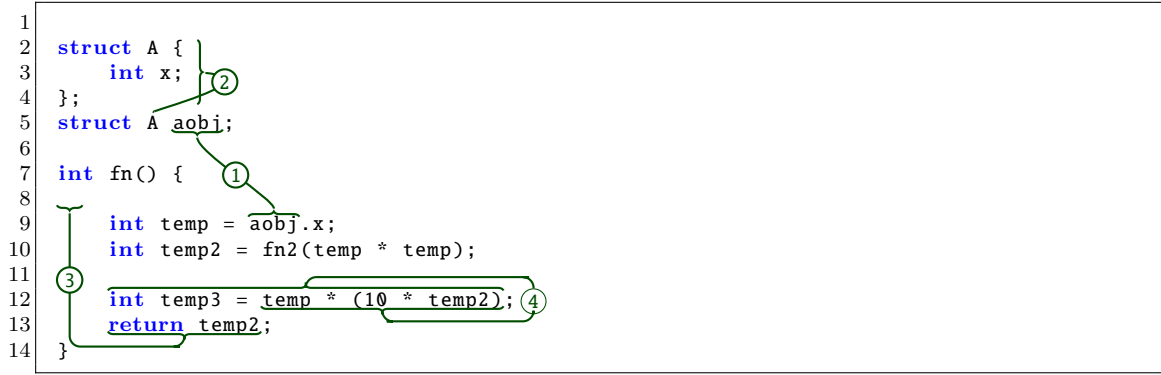 1
2 struct A {
3 int x; 2
4 };
5 struct A aobj;
6
7 int fn() { 1
8
9 int temp = aobj.x;
10 int temp2 = fn2(temp * temp);
11 3
12 int temp3 = temp * (10 * temp2); 4
13 return temp2;
14 }